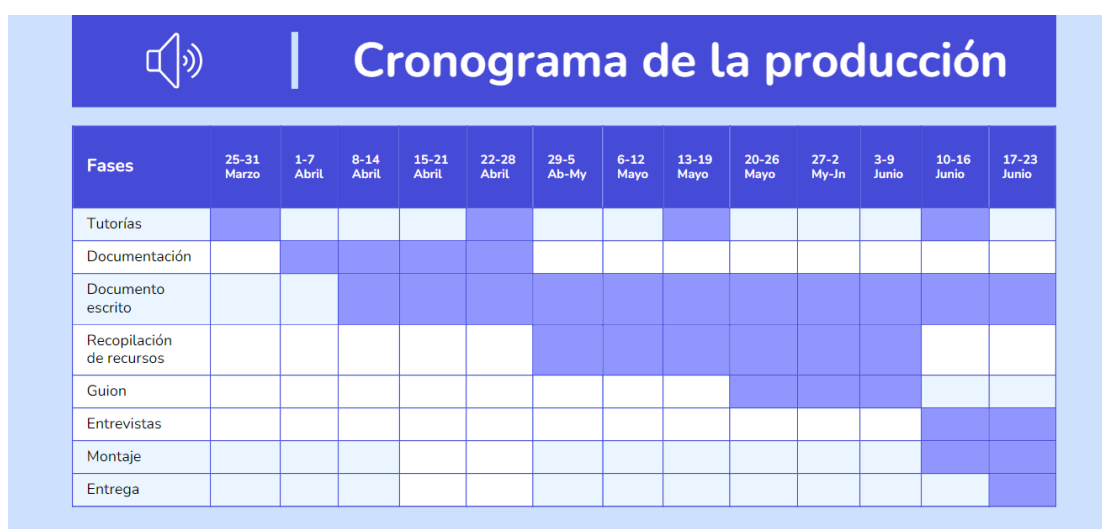 Cronograma de la producción
Fases
25-31
Marzo
1-7
Abril
8-14
Abril
15-21
Abril
22-28
Abril
29-5
Ab-My
6-12
Mayo
13-19
Mayo
20-26
Mayo
27-2
My-Jn
3-9
Junio
10-16
Junio
17-23
Junio
Tutorías
Documentación
Documento
escrito
Recopilación
de recursos
Guion
Entrevistas
Montaje
Entrega